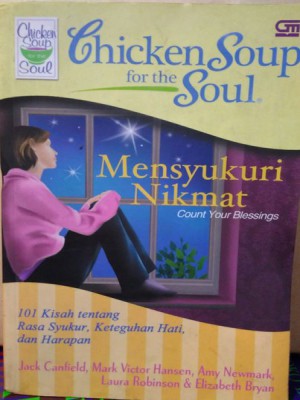 Chicken Soup
for the
Soul
GM
Chicken Soup
for the
Soul®
Mensyukuri
Nikmat
Count Your Blessings
101 Kisah tentang
Rasa Syukur, Keteguhan Hati,
dan Harapan
Jack Canfield, Mark Victor Hansen, Amy Newmark,
Laura Robinson & Elizabeth Bryan